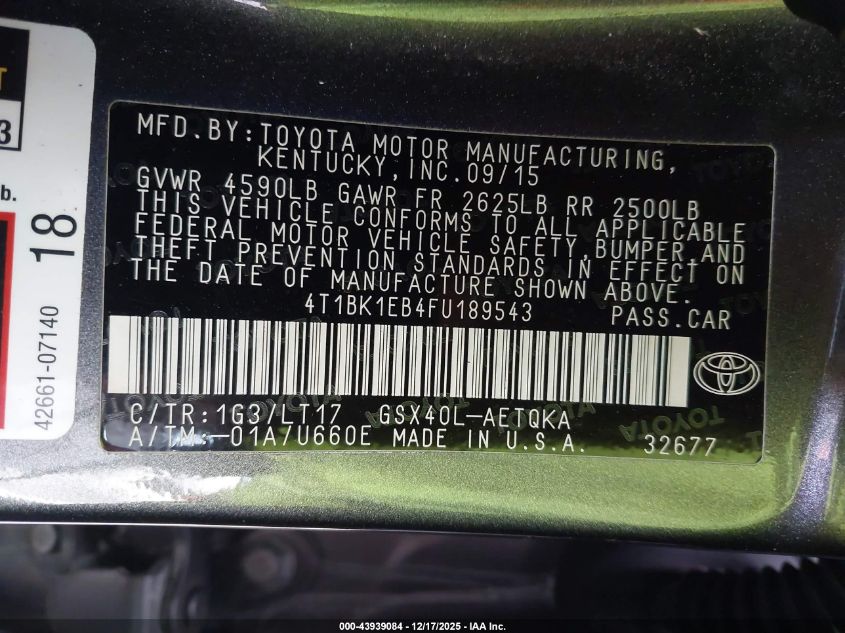 T
3
b.
18
42661-07140
MFD.BY:TOYOTA MOTOR MANUFACTURING,
KENTUCKY,INC.09/15
GVWR 4590LB GAWR FR 2625LB RR 2500LB
THIS VEHICLE CONFORMS TO ALL APPLICABLE
FEDERAL MOTOR VEHICLE SAFETY,BUMPER,AND
THEFT PREVENTION STANDARDS IN EFFECT ON
THE DATE OF MANUFACTURE SHOWN ABOVE.
4T1BK1EB4FU189543 PASS.CAR
C/TR:1G3/LT17 GSX40L-AETQKA
A/TM:-01A/U660E MADE IN U.S.A. 32677
000-43939084 - 12/17/2025 - IAA Inc.